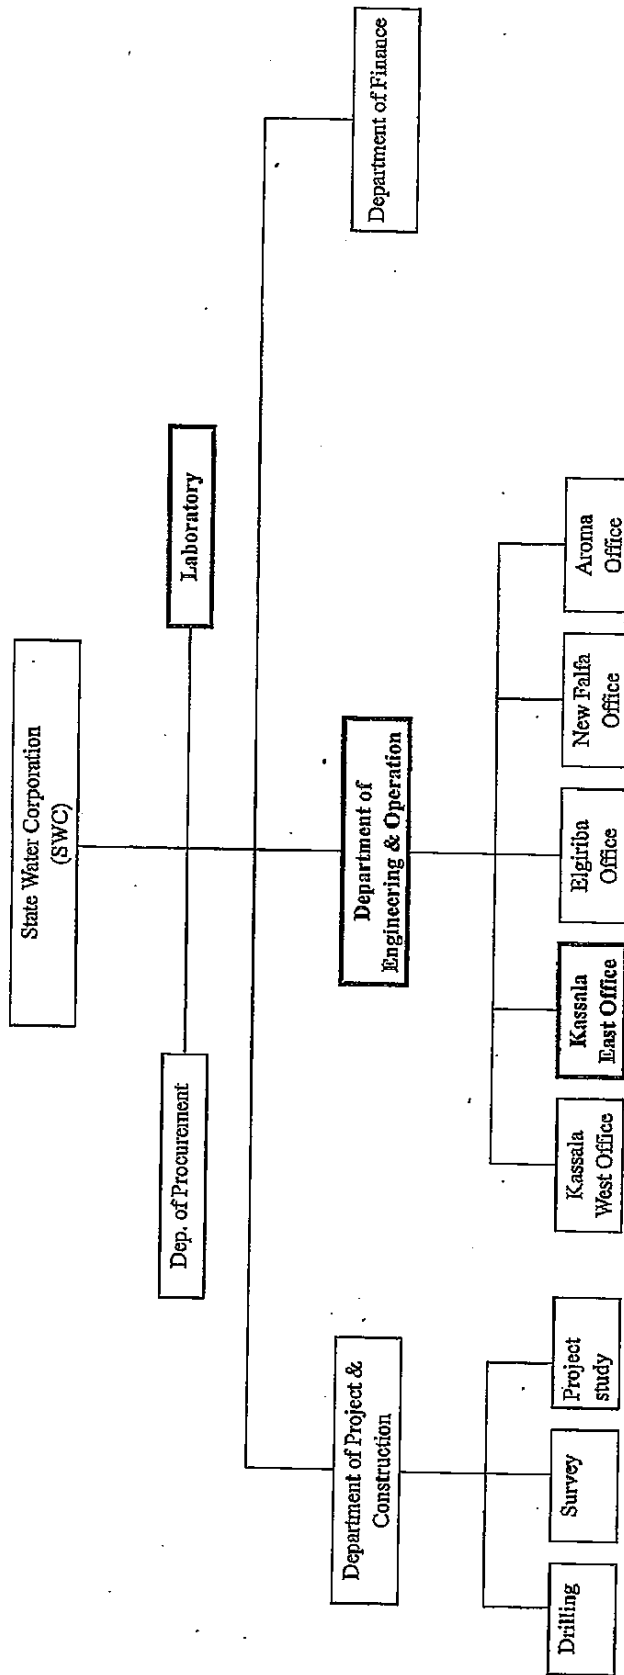 State Water Corporation
(SWC)
Dep. of Procurement
Laboratory
Department of Project &
Construction
Department of
Engineering & Operation
Department of Finance
Drilling
Survey
Project
study
Kassala
West Office
Kassala
East Office
Elgiriba
Office
New Falfa
Office
Aroma
Office